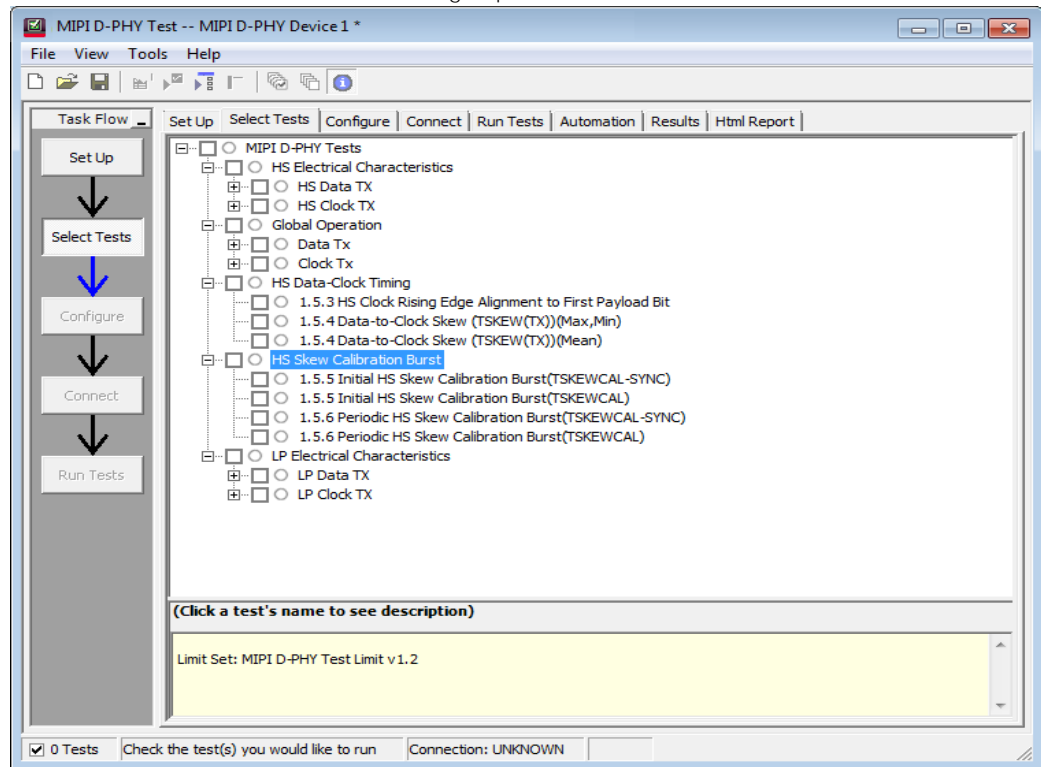 MIPI D-PHY Test -- MIPI D-PHY Device 1 *
File View Tools Help
Task Flow
Set Up Select Tests Configure Connect Run Tests Automation Results Html Report
Set Up
Select Tests
Configure
Connect
Run Tests
MIPI D-PHY Tests
HS Electrical Characteristics
HS Data TX
HS Clock TX
Global Operation
Data Tx
Clock Tx
HS Data-Clock Timing
1.5.3 HS Clock Rising Edge Alignment to First Payload Bit
1.5.4 Data-to-Clock Skew (TSKEW(TX))(Max,Min)
1.5.4 Data-to-Clock Skew (TSKEW(TX))(Mean)
HS Skew Calibration Burst
1.5.5 Initial HS Skew Calibration Burst(TSKEWCAL-SYNC)
1.5.5 Initial HS Skew Calibration Burst(TSKEWCAL)
1.5.6 Periodic HS Skew Calibration Burst(TSKEWCAL-SYNC)
1.5.6 Periodic HS Skew Calibration Burst(TSKEWCAL)
LP Electrical Characteristics
LP Data TX
LP Clock TX
(Click a test's name to see description)
Limit Set: MIPI D-PHY Test Limit v1.2
0 Tests Check the test(s) you would like to run Connection: UNKNOWN